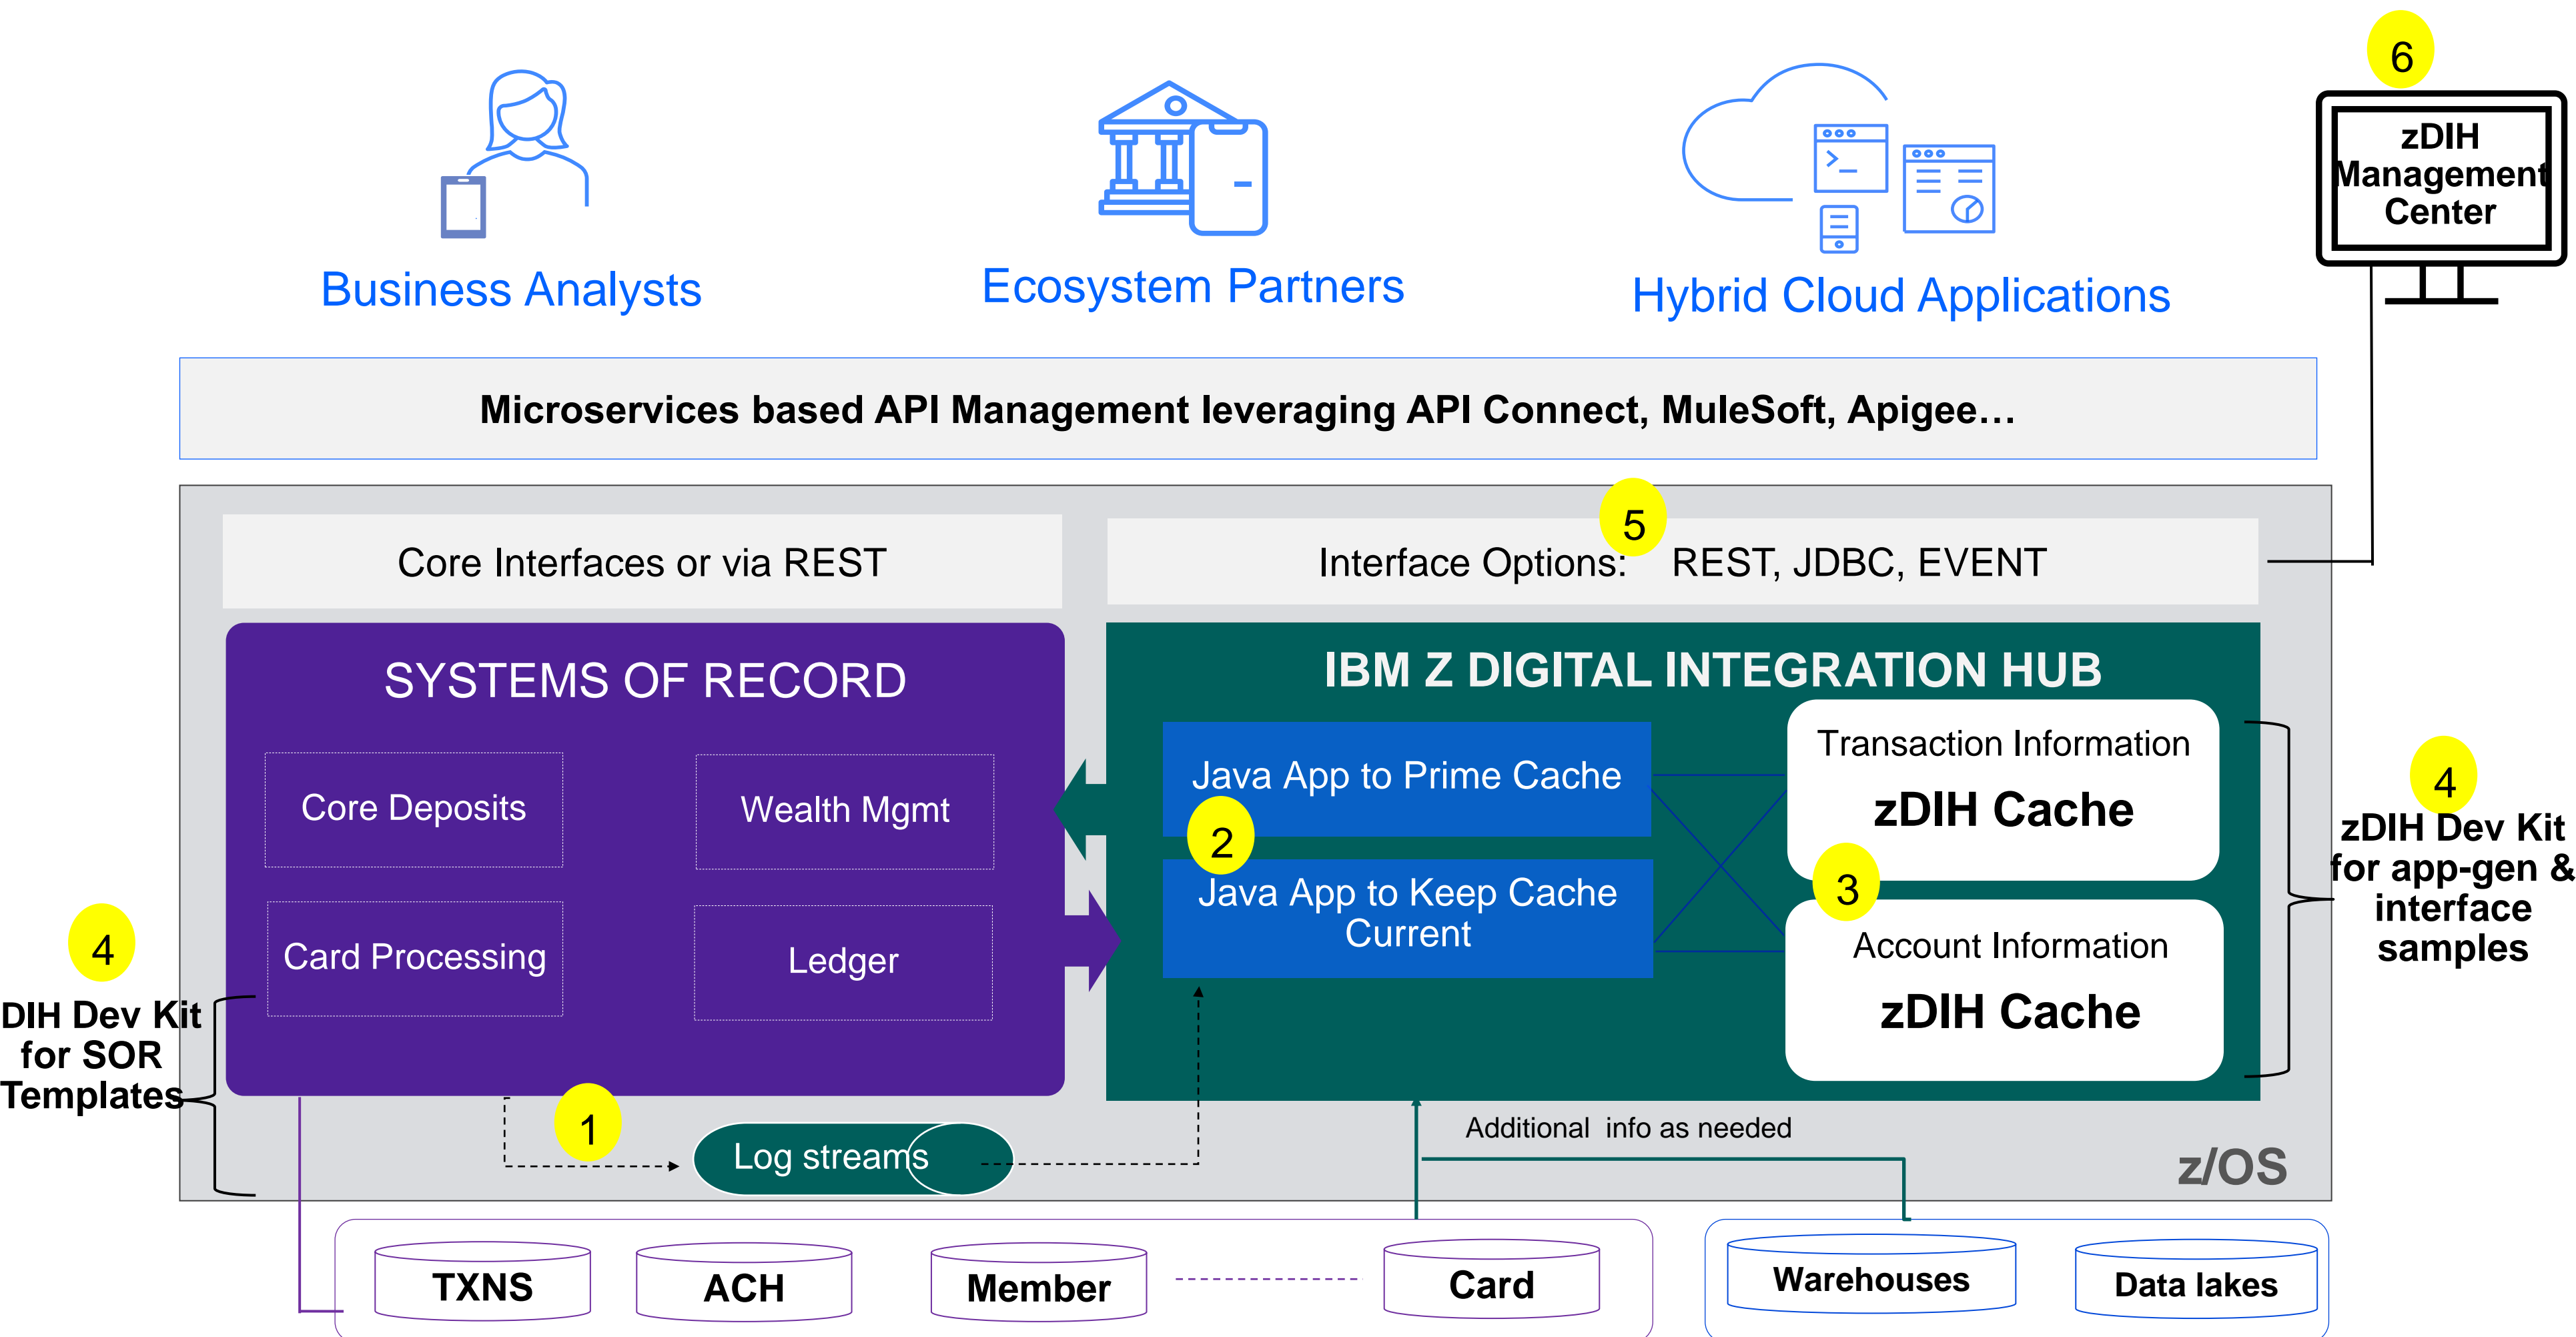 6
zDIH
Management
Center
Business Analysts
Ecosystem Partners
Hybrid Cloud Applications
Microservices based API Management leveraging API Connect, MuleSoft, Apigee…
5
Core Interfaces or via REST
Interface Options: REST, JDBC, EVENT
SYSTEMS OF RECORD
IBM Z DIGITAL INTEGRATION HUB
Core Deposits
Wealth Mgmt
Card Processing
Ledger
Java App to Prime Cache
2
Java App to Keep Cache
Current
Transaction Information
zDIH Cache
3
Account Information
zDIH Cache
4
zDIH Dev Kit
for app-gen &
interface
samples
4
DIH Dev Kit
for SOR
Templates
1
Log streams
Additional info as needed
z/OS
TXNS
ACH
Member
Card
Warehouses
Data lakes